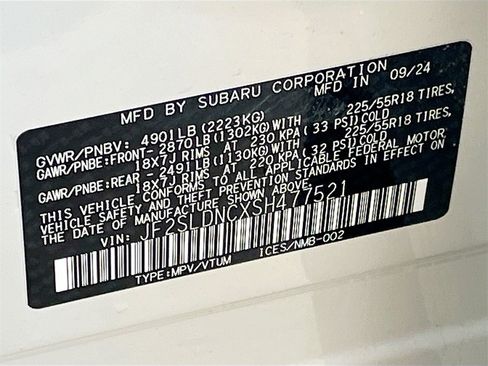 MFD BY SUBARU CORPORATION
MFD IN 09/24
GVWR/PNBV: 4901LB(2223KG)
GAWR/PNBE:FRONT-2870LB(1302KG)WITH 225/55R18 TIRES,
18X7J RIMS AT 230 KPA(33 PSI)COLD
GAWR/PNBE:REAR -2491LB(1130KG)WITH 225/55R18 TIRES,
18X7J RIMS AT 220 KPA(32 PSI)COLD
THIS VEHICLE CONFORMS TO ALL APPLICABLE FEDERAL MOTOR
VEHICLE SAFETY AND THEFT PREVENTION STANDARDS IN EFFECT ON
THIS DATE OF MANUFACTURE SHOWN ABOVE.
VIN: JF2SLDNCXSH477521
TYPE:MPV/VTUM ICES/NMB-002